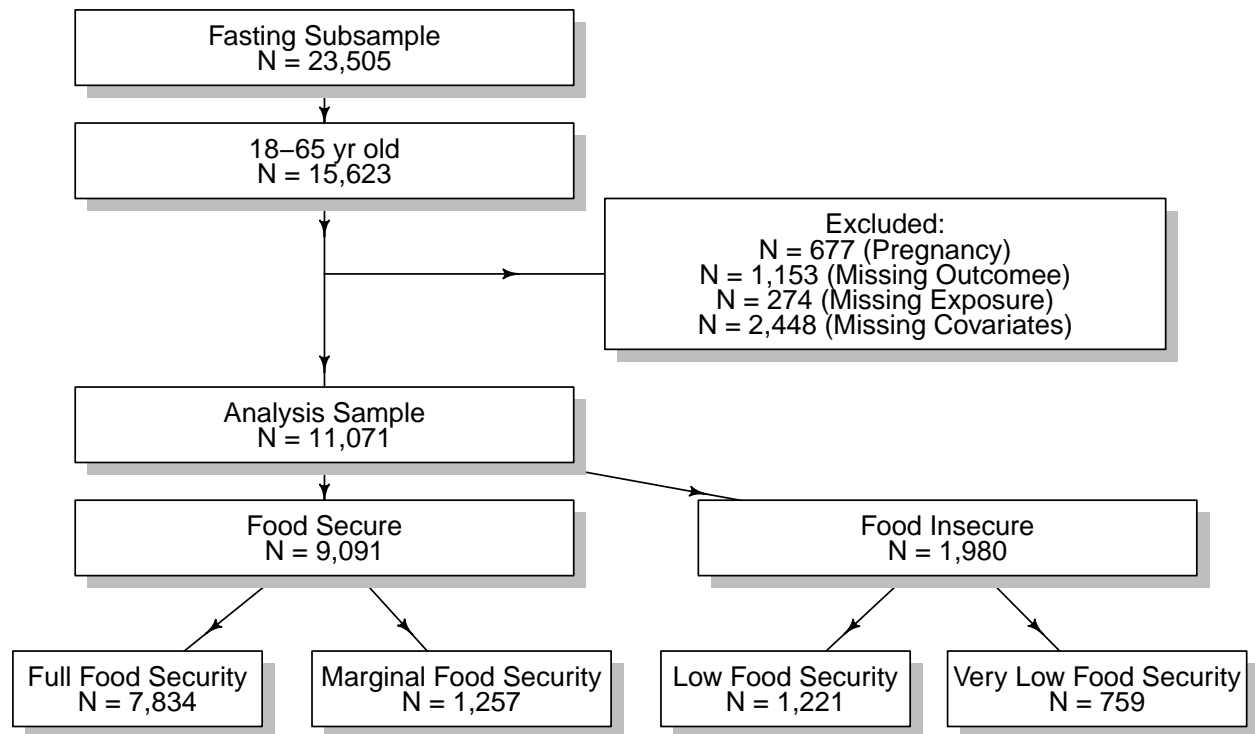 Fasting Subsample
N = 23,505
18−65 yr old
N = 15,623
Excluded:
N = 677 (Pregnancy)
N = 1,153 (Missing Outcomee)
N = 274 (Missing Exposure)
N = 2,448 (Missing Covariates)
Analysis Sample
N = 11,071
Food Secure
N = 9,091
Food Insecure
N = 1,980
Full Food Security
N = 7,834
Marginal Food Security
N = 1,257
Low Food Security
N = 1,221
Very Low Food Security
N = 759